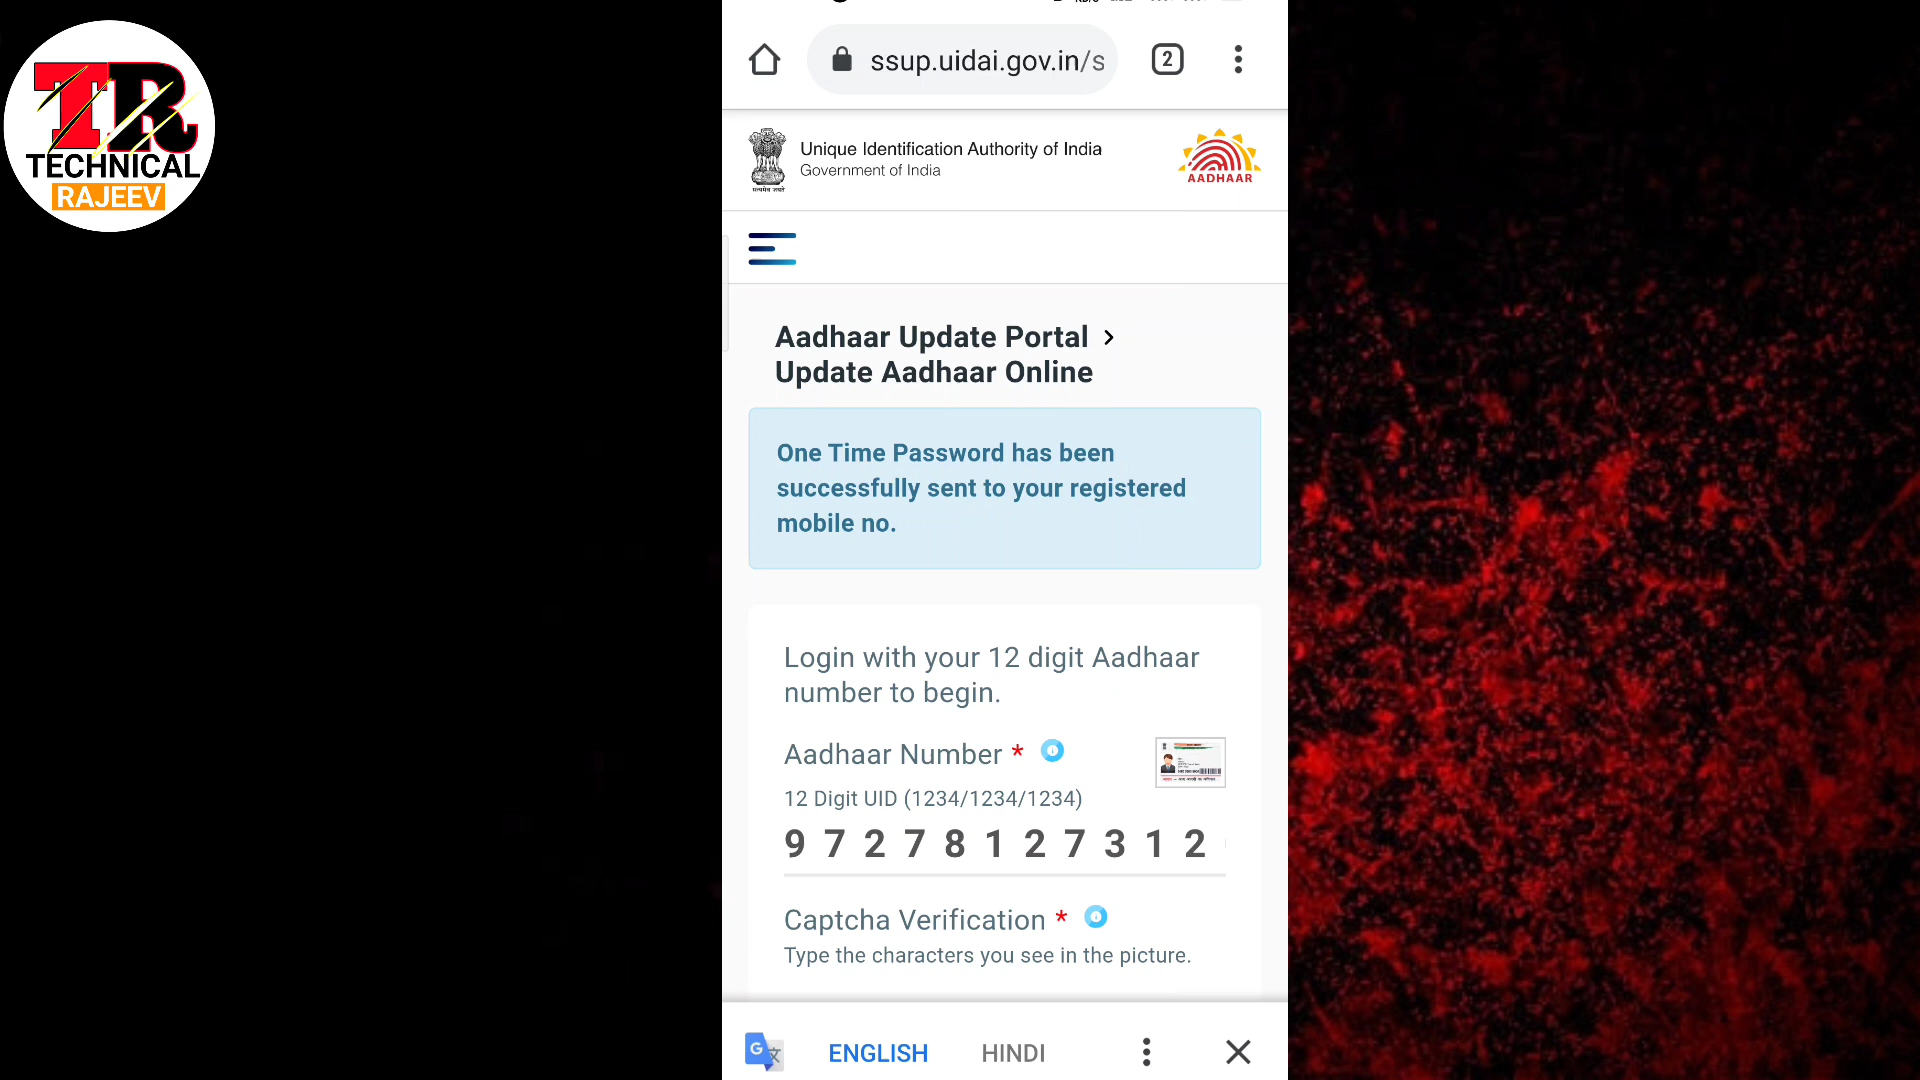 TR
TECHNICAL
RAJEEV
ssup.uidai.gov.in/s
2
Unique Identification Authority of India
Government of India
AADHAAR
Aadhaar Update Portal >
Update Aadhaar Online
One Time Password has been
successfully sent to your registered
mobile no.
Login with your 12 digit Aadhaar
number to begin.
Aadhaar Number *
12 Digit UID (1234/1234/1234)
9 7 2 7 8 1 2 7 3 1 2
Captcha Verification *
Type the characters you see in the picture.
G
ENGLISH
HINDI